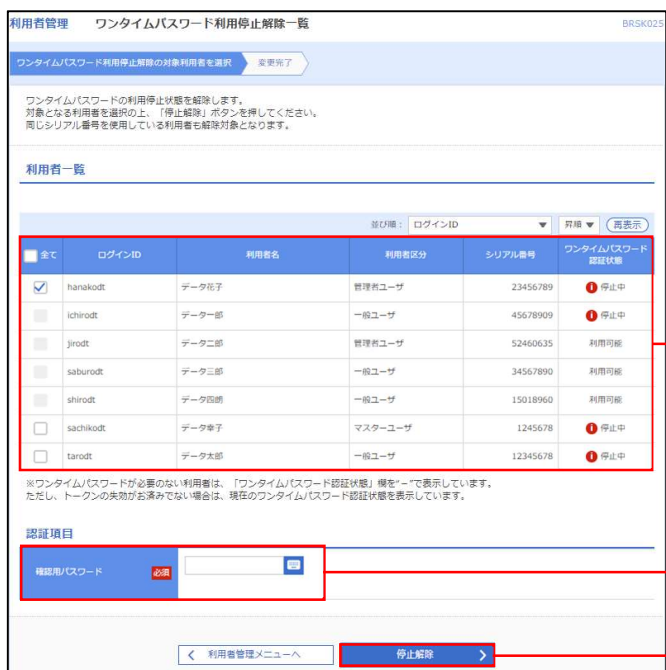 利用者管理 ワンタイムパスワード利用停止解除一覧 BRSK025
ワンタイムパスワード利用停止解除の対象利用者を選択 変更完了
ワンタイムパスワードの利用停止状態を解除します。
対象となる利用者を選択の上、「停止解除」ボタンを押してください。
同じシリアル番号を使用している利用者も解除対象となります。
利用者一覧
並び順： ログインID 昇順 再表示
全て ログインID 利用者名 利用者区分 シリアル番号 ワンタイムパスワード
認証状態
hanakodt データ花子 管理者ユーザ 23456789 停止中
ichirodt データ一郎 一般ユーザ 45678909 停止中
jirodt データ二郎 管理者ユーザ 52460635 利用可能
saburodt データ三郎 一般ユーザ 34567890 利用可能
shirodt データ四朗 一般ユーザ 15018960 利用可能
sachikodt データ幸子 マスターユーザ 1245678 停止中
tarodt データ太郎 一般ユーザ 12345678 停止中
※ワンタイムパスワードが必要のない利用者は、「ワンタイムパスワード認証状態」欄を"－"で表示しています。
ただし、トークンの失効がお済みでない場合は、現在のワンタイムパスワード認証状態を表示しています。
認証項目
確認用パスワード 必須
利用者管理メニューへ 停止解除